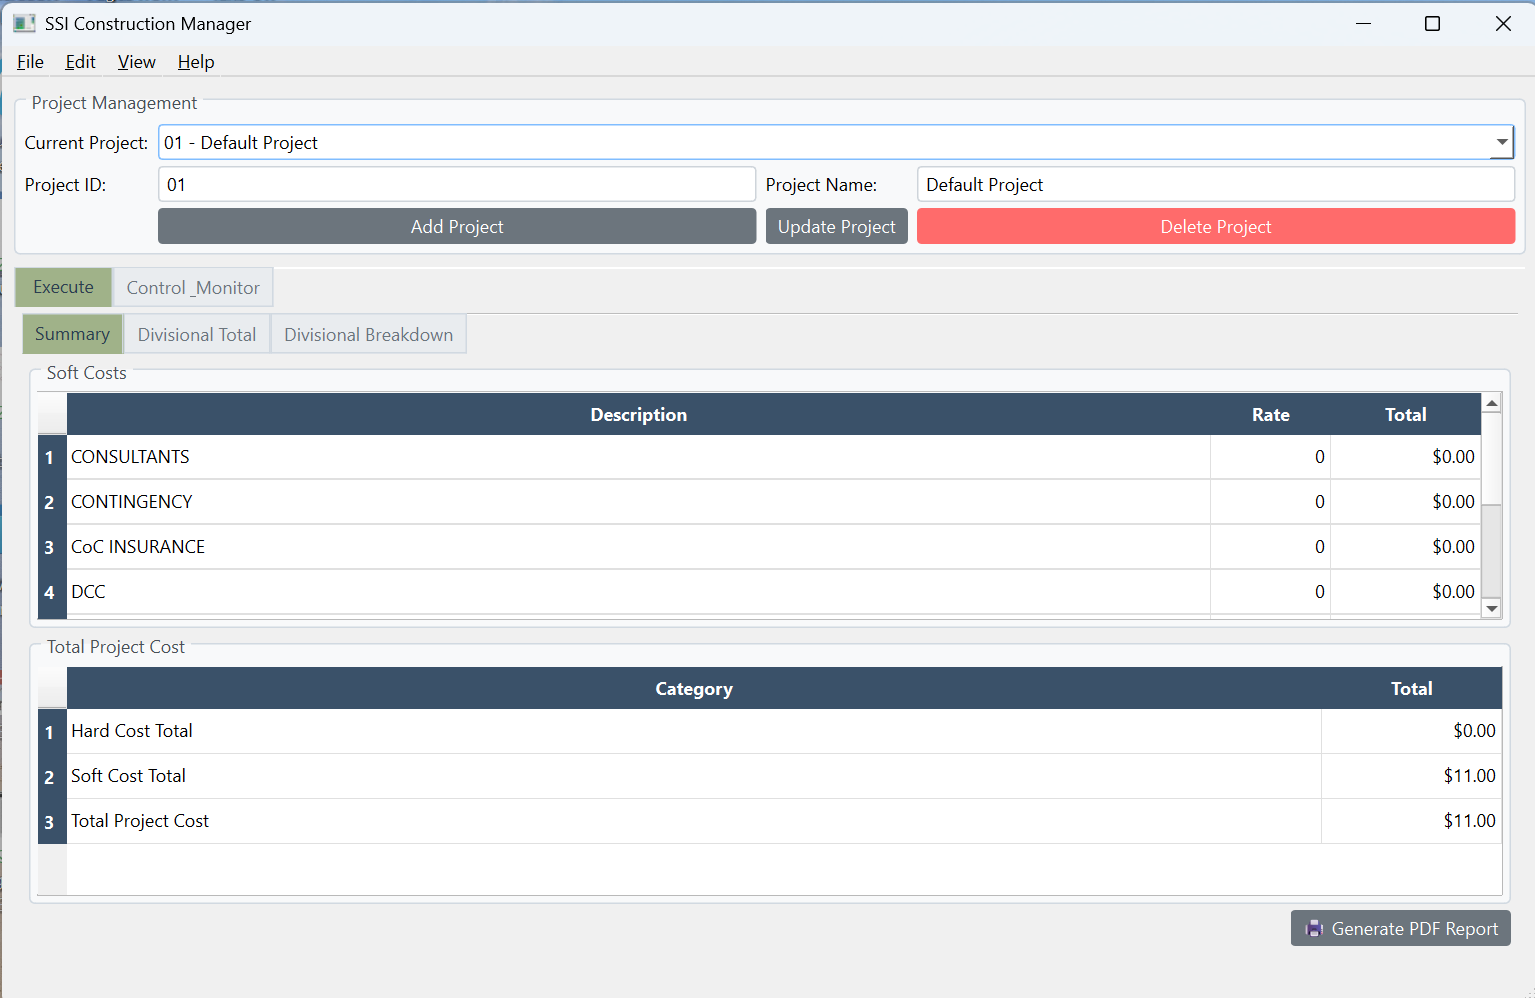 SSI Construction Manager
File Edit View Help
Project Management
Current Project: 01 - Default Project
Project ID: 01 Project Name: Default Project
Add Project Update Project Delete Project
Execute Control_Monitor
Summary Divisional Total Divisional Breakdown
Soft Costs
Description Rate Total
1 CONSULTANTS 0 $0.00
2 CONTINGENCY 0 $0.00
3 CoC INSURANCE 0 $0.00
4 DCC 0 $0.00
Total Project Cost
Category Total
1 Hard Cost Total $0.00
2 Soft Cost Total $11.00
3 Total Project Cost $11.00
Generate PDF Report